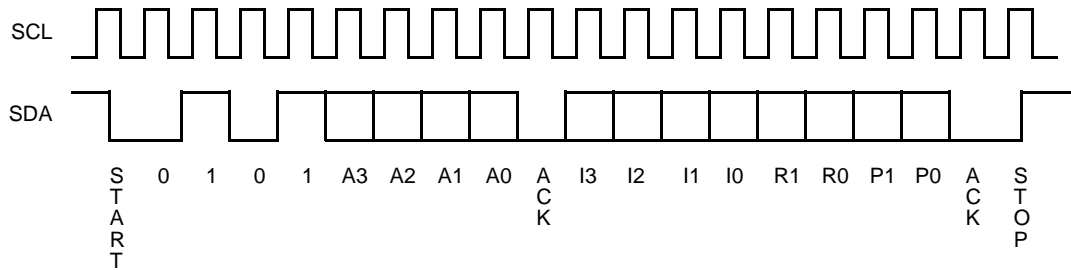 SCL
SDA
START 0 1 0 1 A3 A2 A1 A0 ACK I3 I2 I1 I0 R1 R0 P1 P0 ACK STOP